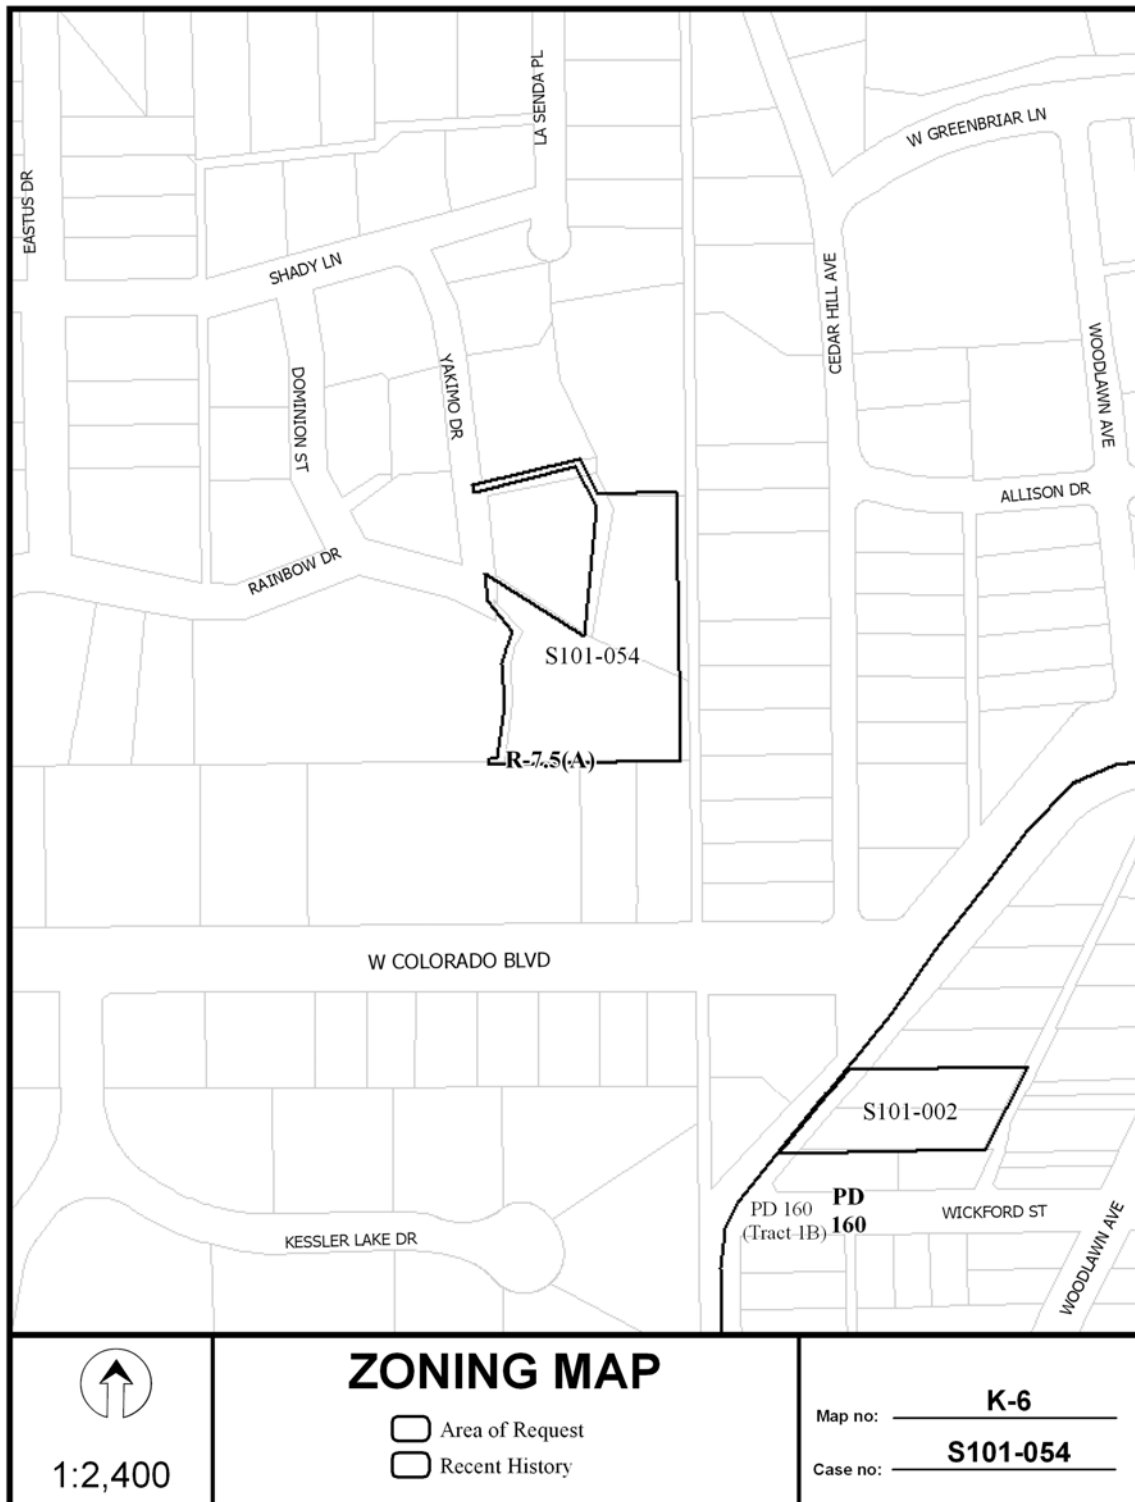 LA SENDA PL
W GREENBRIAR LN
EASTUS DR
SHADY LN
CEDAR HILL AVE
WOODLAWN AVE
DOMINION ST
YAKIMO DR
ALLISON DR
RAINBOW DR
S101-054
R-7.5(A)
W COLORADO BLVD
S101-002
PD 160
(Tract 1B)
PD
160
WICKFORD ST
KESSLER LAKE DR
WOODLAWN AVE
1:2,400
ZONING MAP
Area of Request
Recent History
Map no: K-6
Case no: S101-054